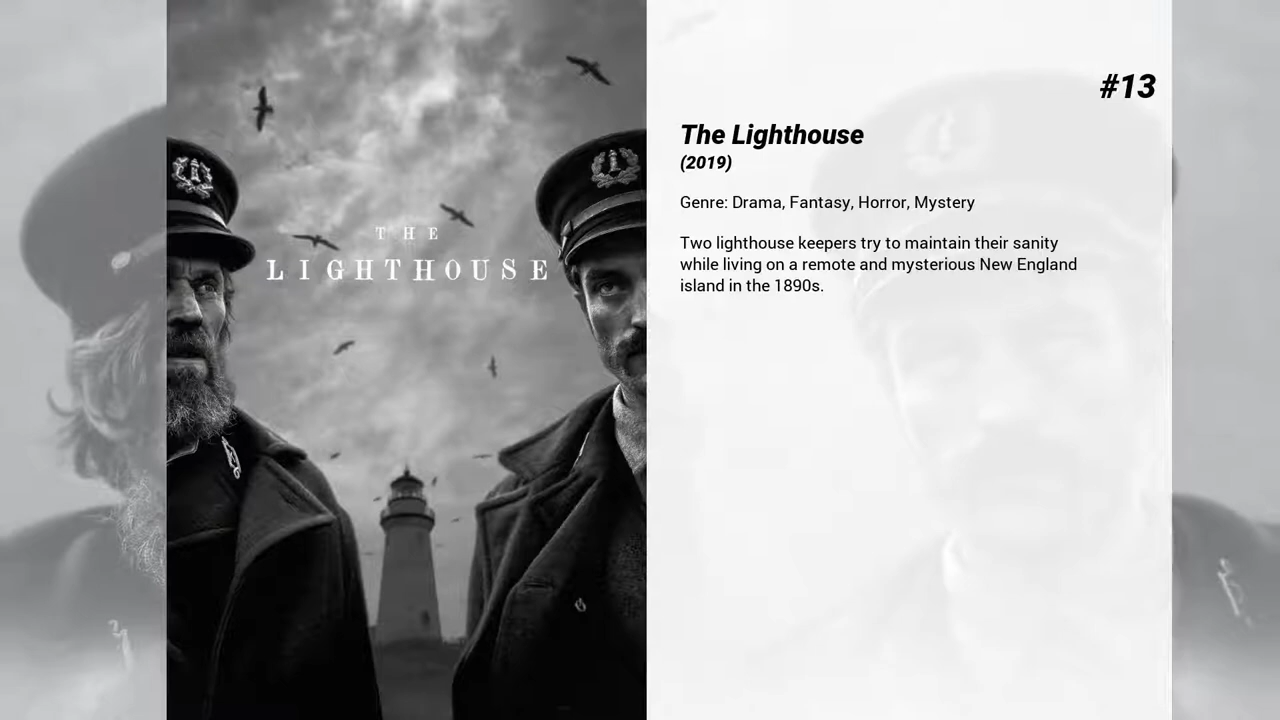 THE
LIGHTHOUSE
#13
The Lighthouse
(2019)
Genre: Drama, Fantasy, Horror, Mystery
Two lighthouse keepers try to maintain their sanity
while living on a remote and mysterious New England
island in the 1890s.